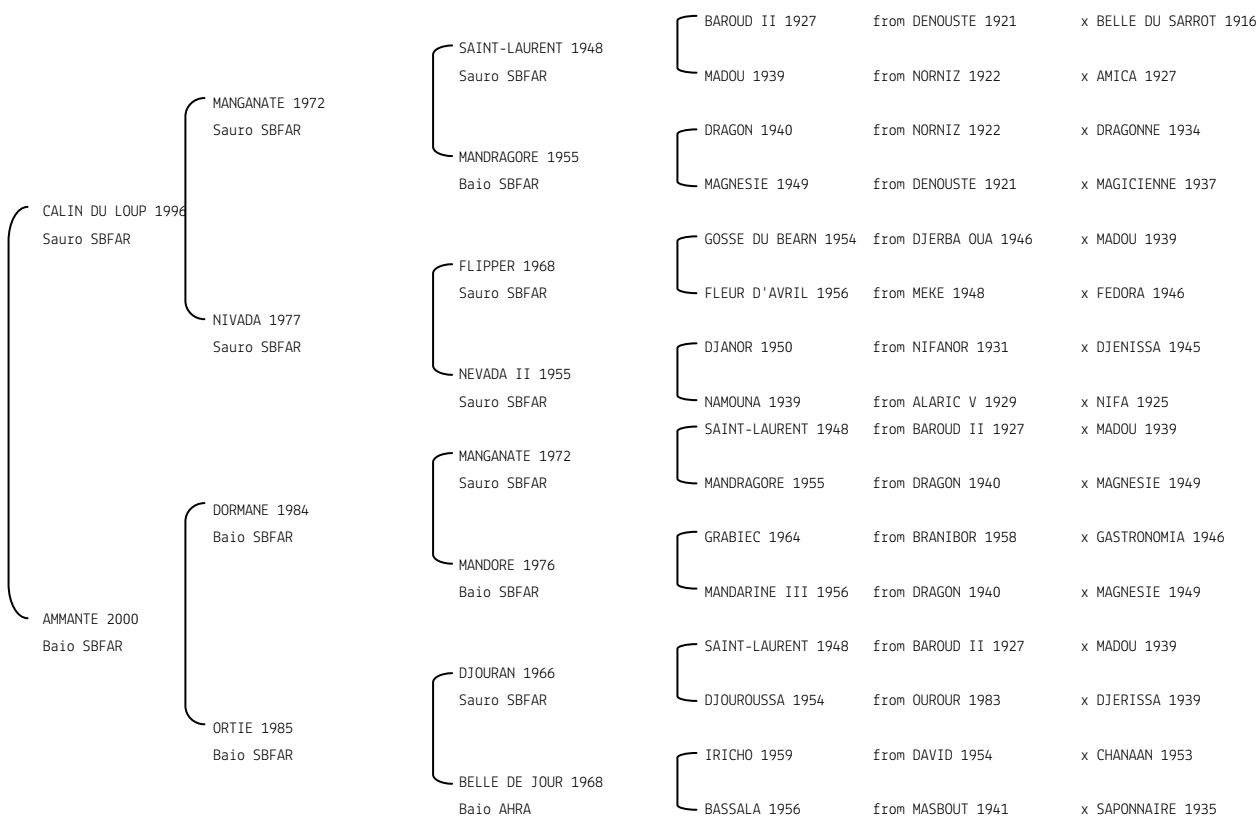 BAROUD II 1927 from DENOUSTE 1921 x BELLE DU SARROT 1916
SAINT-LAURENT 1948
Sauro SBFAR
MADOU 1939 from NORNIZ 1922 x AMICA 1927
MANGANATE 1972
Sauro SBFAR
DRAGON 1940 from NORNIZ 1922 x DRAGONNE 1934
MANDRAGORE 1955
Baio SBFAR
MAGNESIE 1949 from DENOUSTE 1921 x MAGICIENNE 1937
CALIN DU LOUP 1996
Sauro SBFAR
GOSSE DU BEARN 1954 from DJERBA OUA 1946 x MADOU 1939
FLIPPER 1968
Sauro SBFAR
FLEUR D'AVRIL 1956 from MEKE 1948 x FEDORA 1946
NIVADA 1977
Sauro SBFAR
DJANOR 1950 from NIFANOR 1931 x DJENISSA 1945
NEVADA II 1955
Sauro SBFAR
NAMOUNA 1939 from ALARIC V 1929 x NIFA 1925
SAINT-LAURENT 1948 from BAROUD II 1927 x MADOU 1939
MANGANATE 1972
Sauro SBFAR
MANDRAGORE 1955 from DRAGON 1940 x MAGNESIE 1949
DORMANE 1984
Baio SBFAR
GRABIEC 1964 from BRANIBOR 1958 x GASTRONOMIA 1946
MANDORE 1976
Baio SBFAR
MANDARINE III 1956 from DRAGON 1940 x MAGNESIE 1949
AMMANTE 2000
Baio SBFAR
SAINT-LAURENT 1948 from BAROUD II 1927 x MADOU 1939
DJOURAN 1966
Sauro SBFAR
DJOUROUSSA 1954 from OUROUR 1983 x DJERISSA 1939
ORTIE 1985
Baio SBFAR
IRICHO 1959 from DAVID 1954 x CHANAAN 1953
BELLE DE JOUR 1968
Baio AHRA
BASSALA 1956 from MASBOUT 1941 x SAPONNAIRE 1935